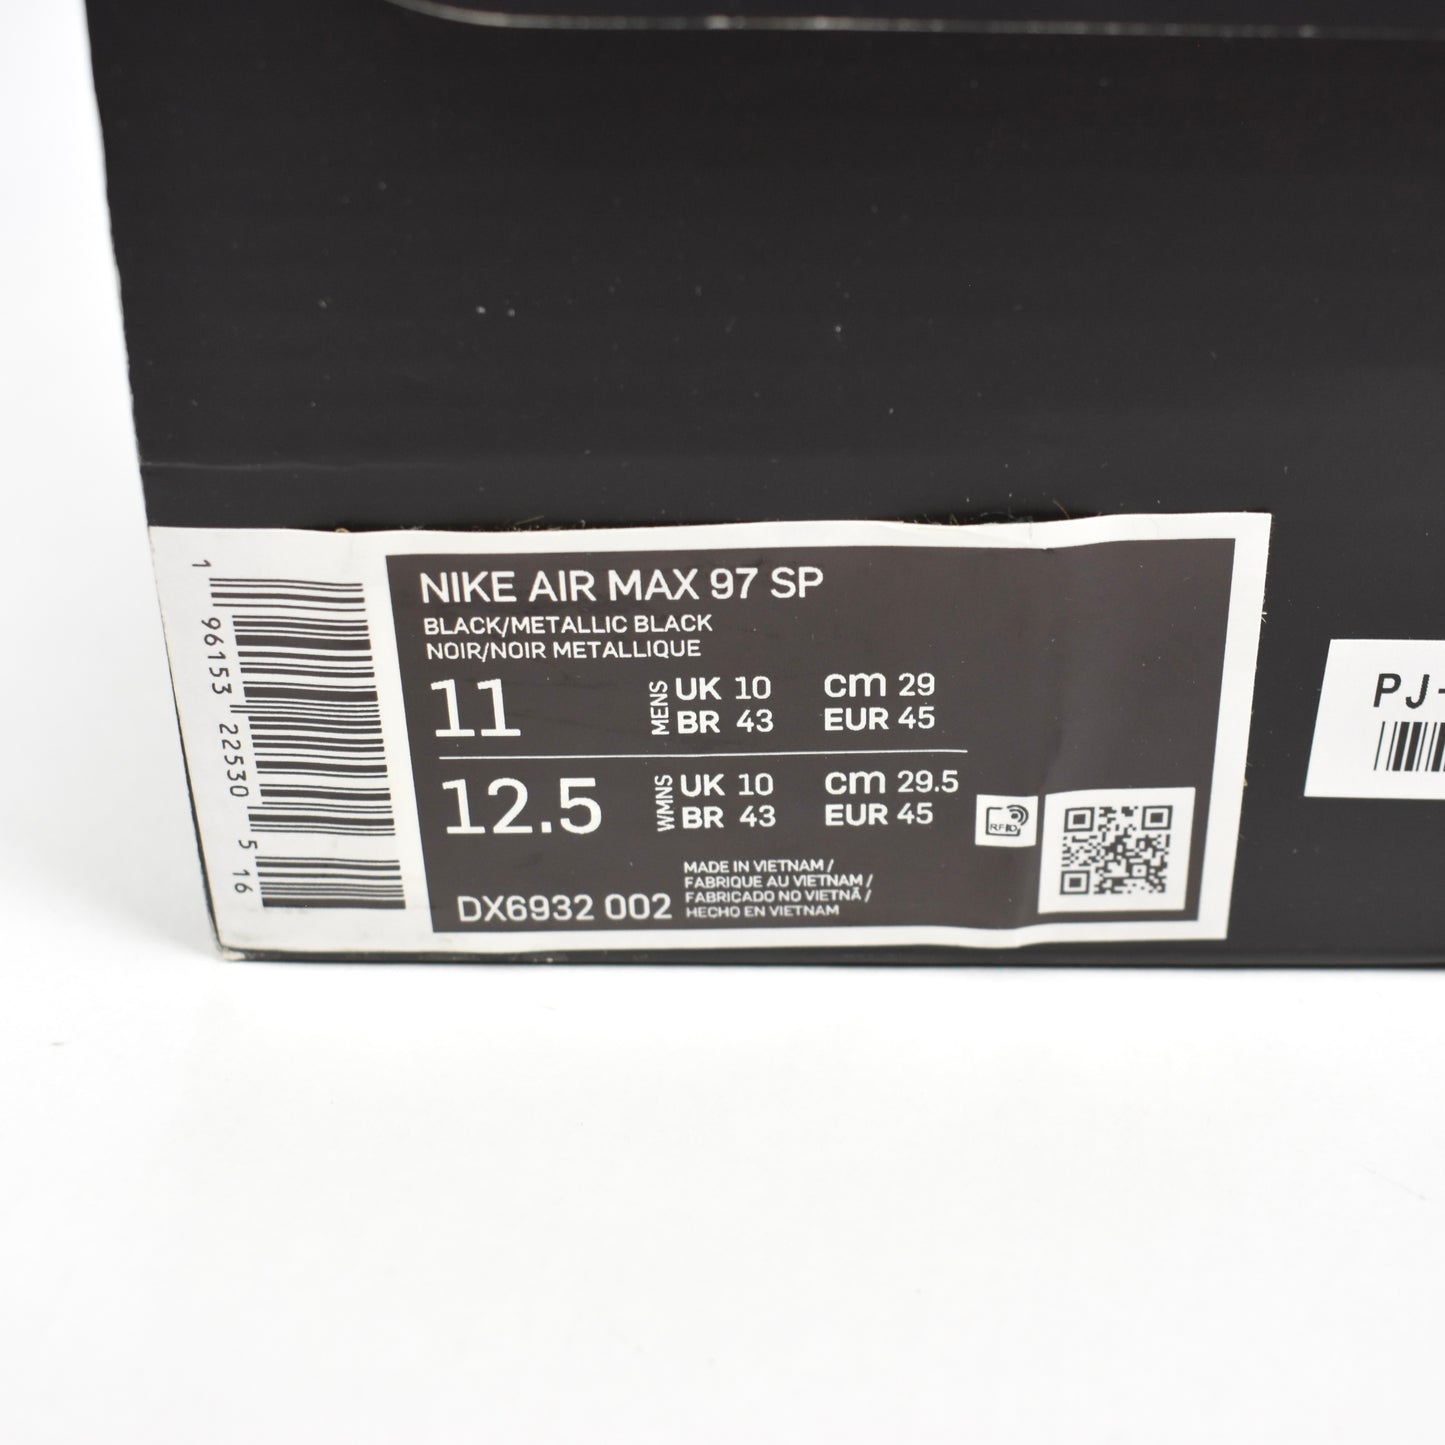 NIKE AIR MAX 97 SP
BLACK/METALLIC BLACK
NOIR/NOIR METALLIQUE
11 MENS UK 10 cm 29
BR 43 EUR 45
12.5 WMNS UK 10 cm 29.5
BR 43 EUR 45
RFID
MADE IN VIETNAM /
FABRIQUE AU VIETNAM /
FABRICADO NO VIETNÃ /
HECHO EN VIETNAM
DX6932 002
1 96153 22530 5 16
PJ-